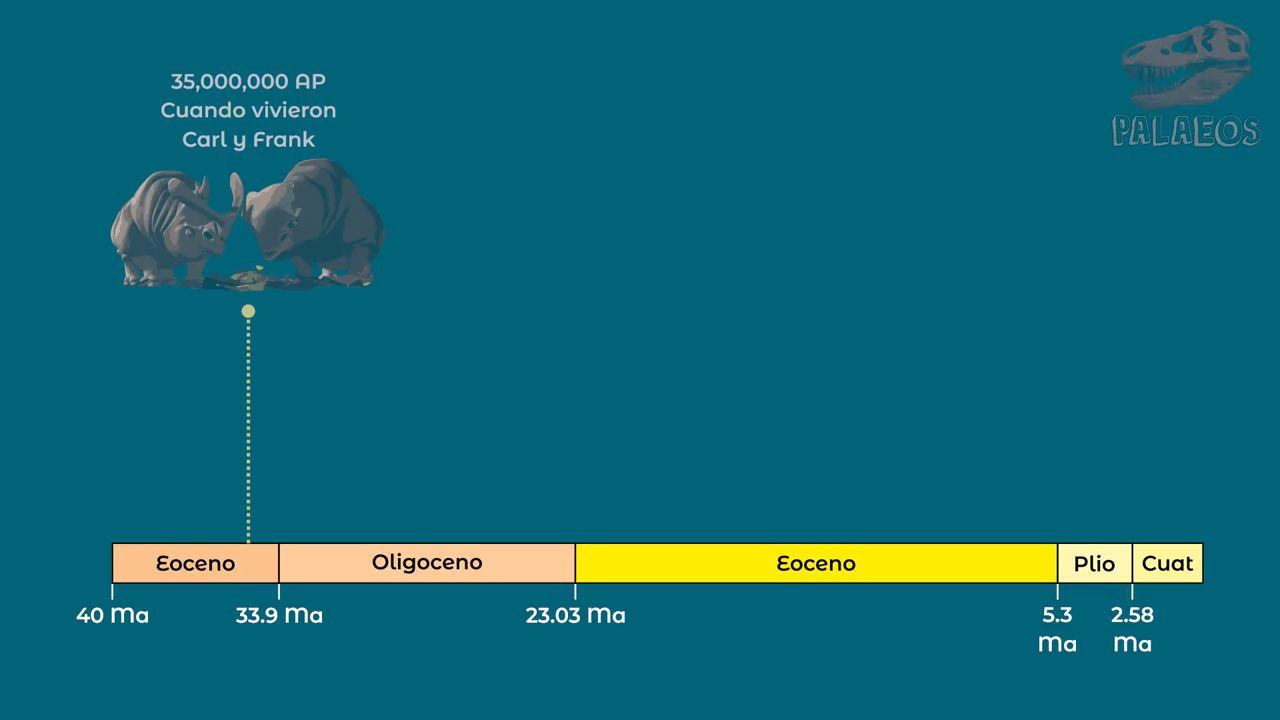 35,000,000 AP
Cuando vivieron
Carl y Frank
PALAEOS
Eoceno
Oligoceno
Eoceno
Plio
Cuat
40 Ma
33.9 Ma
23.03 Ma
5.3
Ma
2.58
Ma